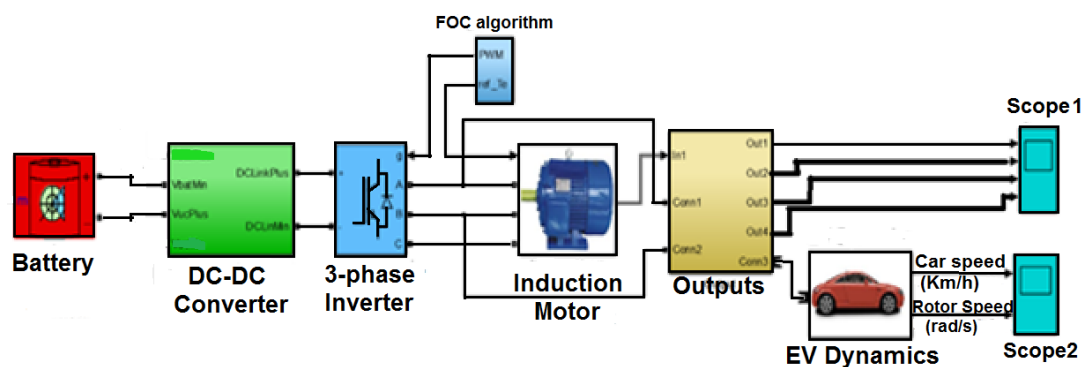 FOC algorithm
PWM
ref_Te
Scope1
Out1
In1
Out2
DCLinkPlus
+
g
A
VbatMin
+
Conn1
Out3
VucPlus
B
-
DCLinMin
-
C
Conn2
Out4
Conn3
Battery
DC-DC
Converter
3-phase
Inverter
Induction
Motor
Outputs
Car speed
(Km/h)
Rotor Speed
(rad/s)
EV Dynamics
Scope2